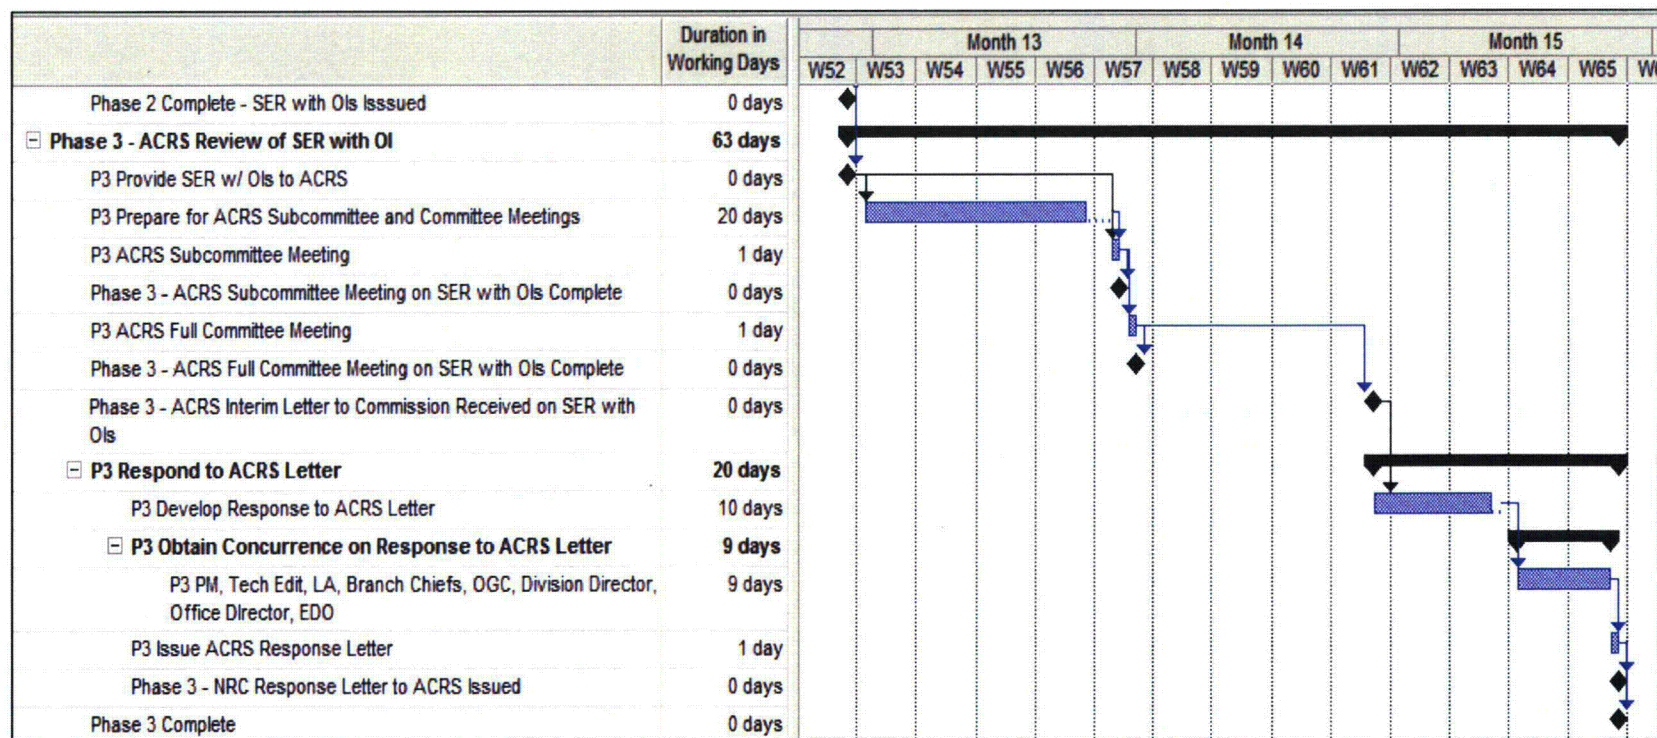 Duration in
Working Days
Month 13 Month 14 Month 15
W52 W53 W54 W55 W56 W57 W58 W59 W60 W61 W62 W63 W64 W65
Phase 2 Complete - SER with OIs Isssued 0 days
Phase 3 - ACRS Review of SER with OI 63 days
P3 Provide SER w/ OIs to ACRS 0 days
P3 Prepare for ACRS Subcommittee and Committee Meetings 20 days
P3 ACRS Subcommittee Meeting 1 day
Phase 3 - ACRS Subcommittee Meeting on SER with OIs Complete 0 days
P3 ACRS Full Committee Meeting 1 day
Phase 3 - ACRS Full Committee Meeting on SER with OIs Complete 0 days
Phase 3 - ACRS Interim Letter to Commission Received on SER with 0 days
OIs
P3 Respond to ACRS Letter 20 days
P3 Develop Response to ACRS Letter 10 days
P3 Obtain Concurrence on Response to ACRS Letter 9 days
P3 PM, Tech Edit, LA, Branch Chiefs, OGC, Division Director, 9 days
Office Director, EDO
P3 Issue ACRS Response Letter 1 day
Phase 3 - NRC Response Letter to ACRS Issued 0 days
Phase 3 Complete 0 days